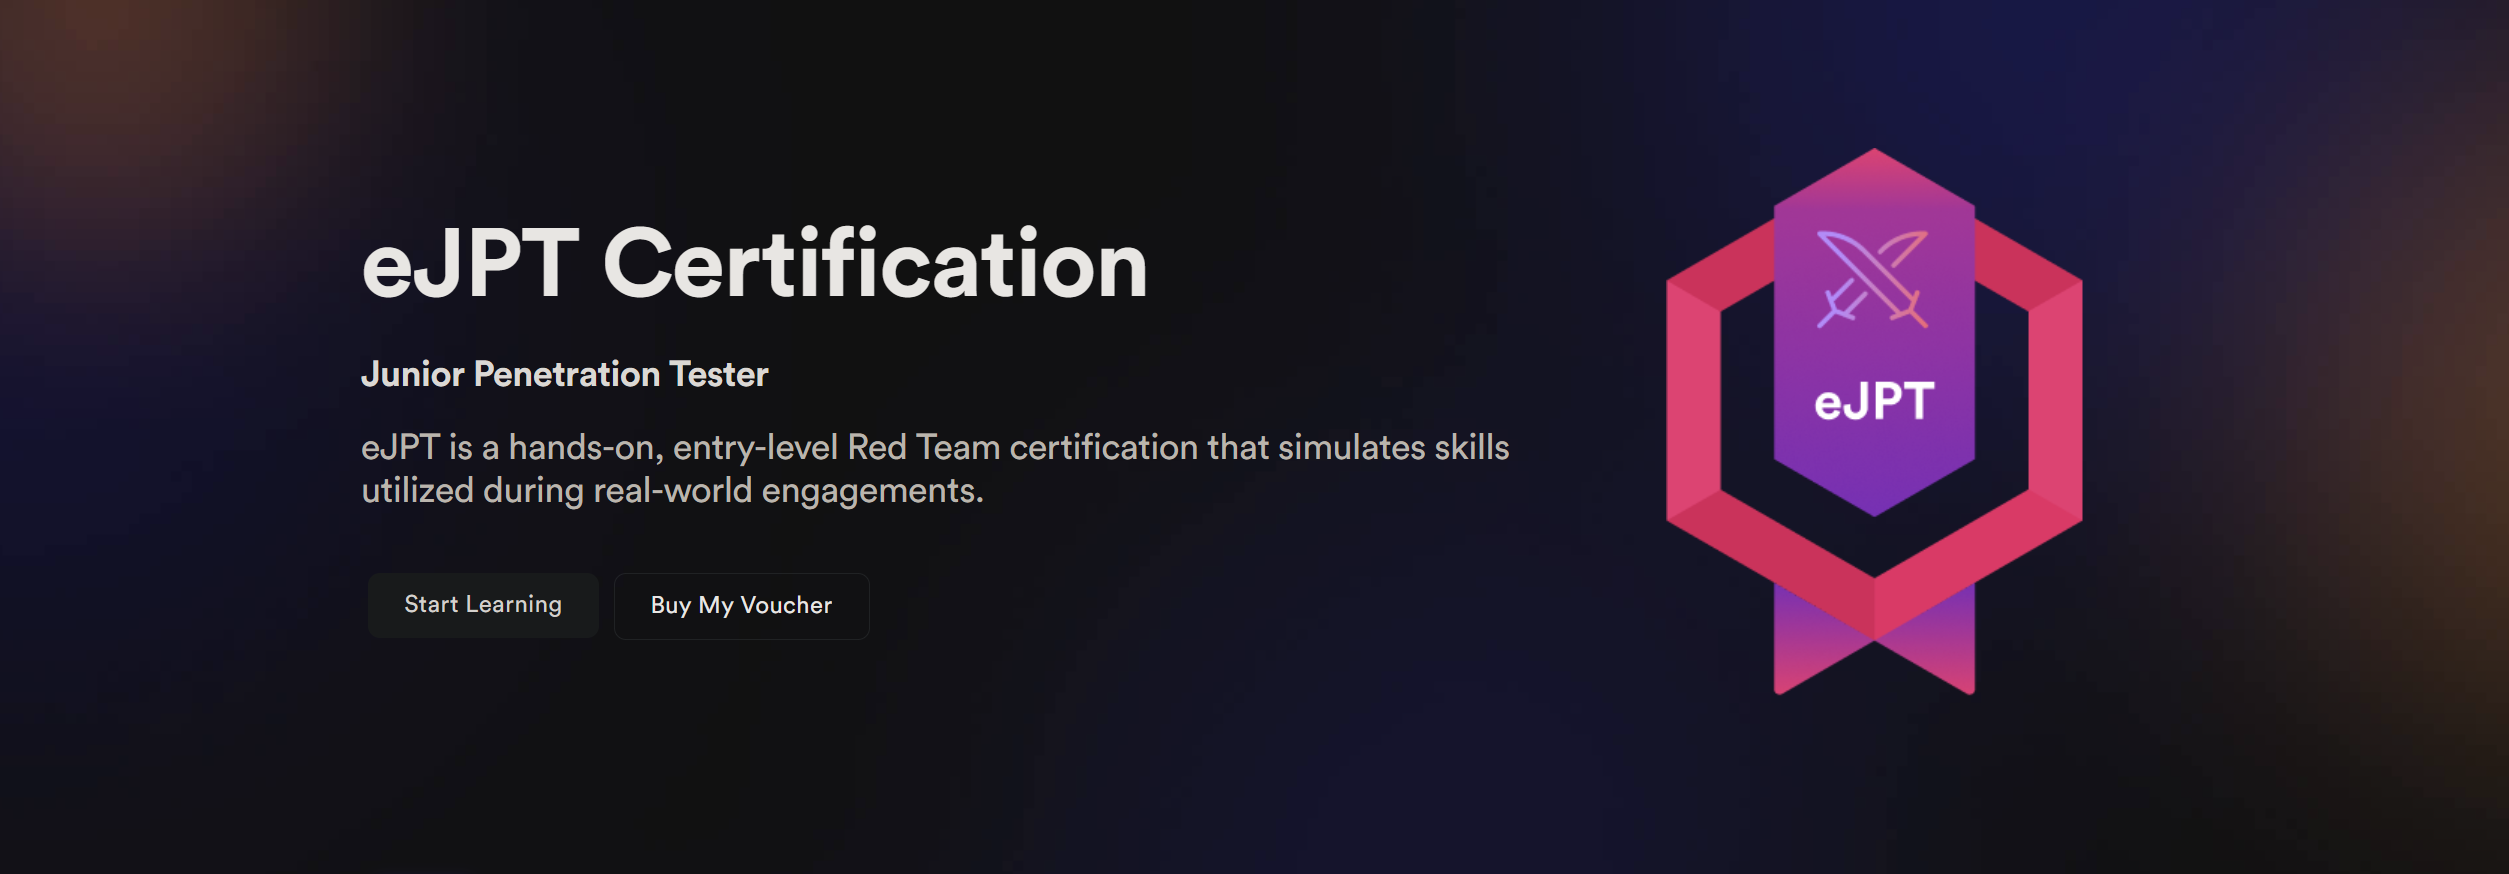 eJPT Certification
Junior Penetration Tester
eJPT is a hands-on, entry-level Red Team certification that simulates skills
utilized during real-world engagements.
Start Learning
Buy My Voucher
eJPT